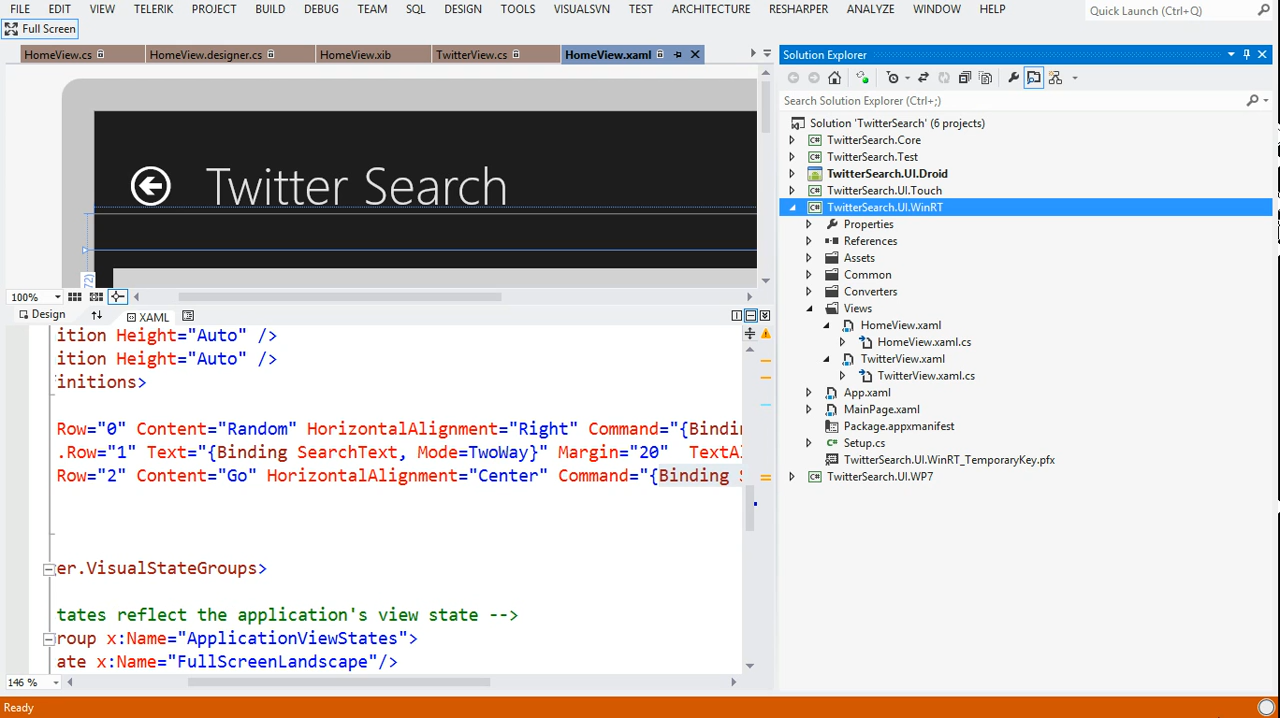 FILE EDIT VIEW TELERIK PROJECT BUILD DEBUG TEAM SQL DESIGN TOOLS VISUALSVN TEST ARCHITECTURE RESHARPER ANALYZE WINDOW HELP Quick Launch (Ctrl+Q)
Full Screen
HomeView.cs HomeView.designer.cs HomeView.xib TwitterView.cs HomeView.xaml
Twitter Search
72)
100%
Design XAML
ition Height="Auto" />
ition Height="Auto" />
initions>
Row="0" Content="Random" HorizontalAlignment="Right" Command="{Bindin
.Row="1" Text="{Binding SearchText, Mode=TwoWay}" Margin="20" TextAl
Row="2" Content="Go" HorizontalAlignment="Center" Command="{Binding S
er.VisualStateGroups>
tates reflect the application's view state -->
roup x:Name="ApplicationViewStates">
ate x:Name="FullScreenLandscape"/>
146 %
Solution Explorer
Search Solution Explorer (Ctrl+;)
Solution 'TwitterSearch' (6 projects)
TwitterSearch.Core
TwitterSearch.Test
TwitterSearch.UI.Droid
TwitterSearch.UI.Touch
TwitterSearch.UI.WinRT
Properties
References
Assets
Common
Converters
Views
HomeView.xaml
HomeView.xaml.cs
TwitterView.xaml
TwitterView.xaml.cs
App.xaml
MainPage.xaml
Package.appxmanifest
Setup.cs
TwitterSearch.UI.WinRT_TemporaryKey.pfx
TwitterSearch.UI.WP7
Ready